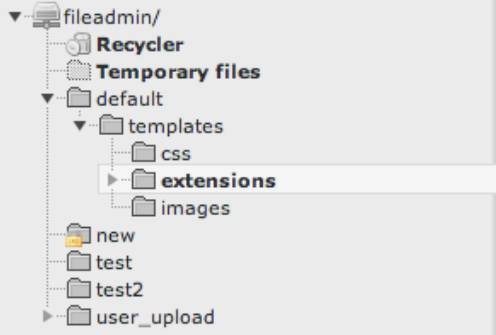 fileadmin/
Recycler
Temporary files
default
templates
css
extensions
images
new
test
test2
user_upload